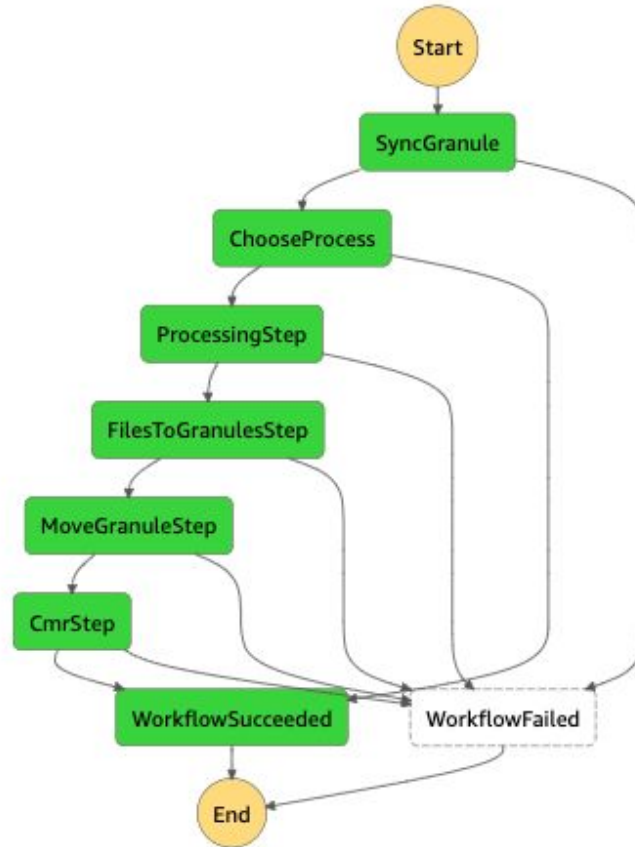 Start
SyncGranule
ChooseProcess
ProcessingStep
FilesToGranulesStep
MoveGranuleStep
CmrStep
WorkflowSucceeded
WorkflowFailed
End